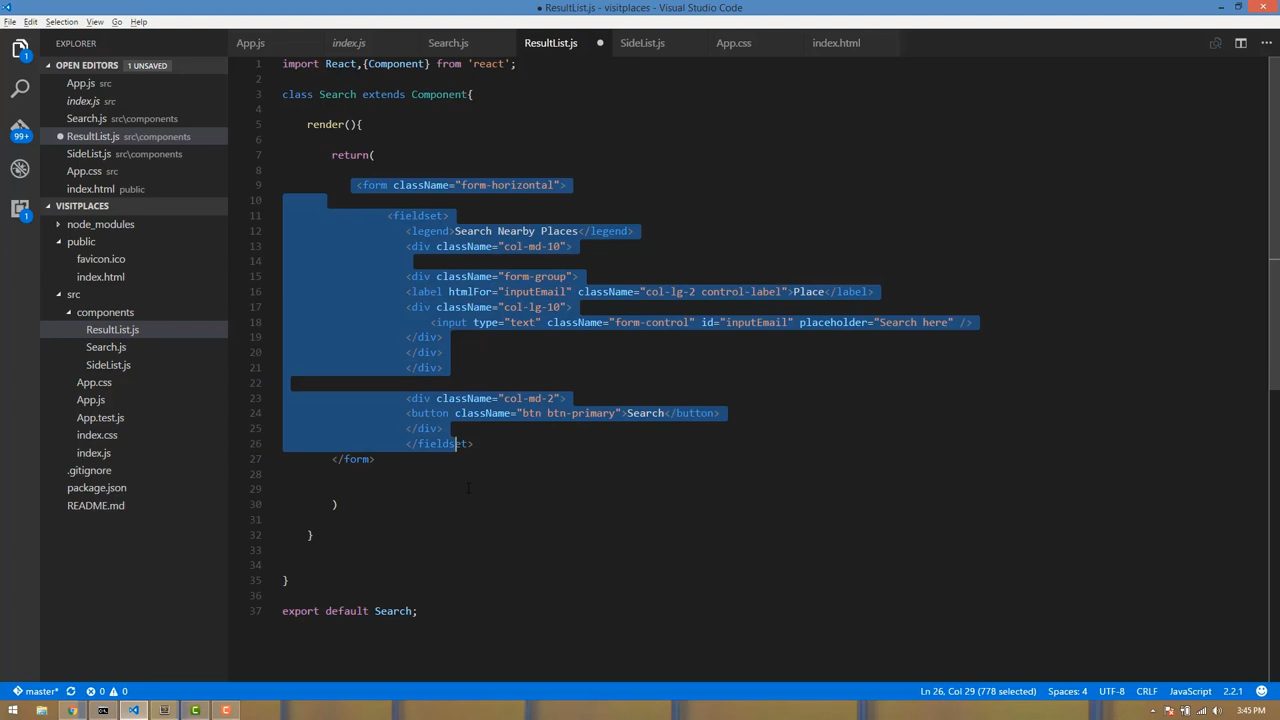 ● ResultList.js - visitplaces - Visual Studio Code
File Edit Selection View Go Help
EXPLORER
OPEN EDITORS 1 UNSAVED
App.js src
index.js src
Search.js src\components
ResultList.js src\components
SideList.js src\components
App.css src
index.html public
VISITPLACES
node_modules
public
favicon.ico
index.html
src
components
ResultList.js
Search.js
SideList.js
App.css
App.js
App.test.js
index.css
index.js
.gitignore
package.json
README.md
1
99+
1
App.js index.js Search.js ResultList.js SideList.js App.css index.html
1 import React,{Component} from 'react';
2
3 class Search extends Component{
4
5 render(){
6
7 return(
8
9 <form className="form-horizontal">
10
11 <fieldset>
12 <legend>Search Nearby Places</legend>
13 <div className="col-md-10">
14
15 <div className="form-group">
16 <label htmlFor="inputEmail" className="col-lg-2 control-label">Place</label>
17 <div className="col-lg-10">
18 <input type="text" className="form-control" id="inputEmail" placeholder="Search here" />
19 </div>
20 </div>
21 </div>
22
23 <div className="col-md-2">
24 <button className="btn btn-primary">Search</button>
25 </div>
26 </fieldset>
27 </form>
28
29
30 )
31
32 }
33
34
35 }
36
37 export default Search;
master* 0 0 Ln 26, Col 29 (778 selected) Spaces: 4 UTF-8 CRLF JavaScript 2.2.1
3:45 PM